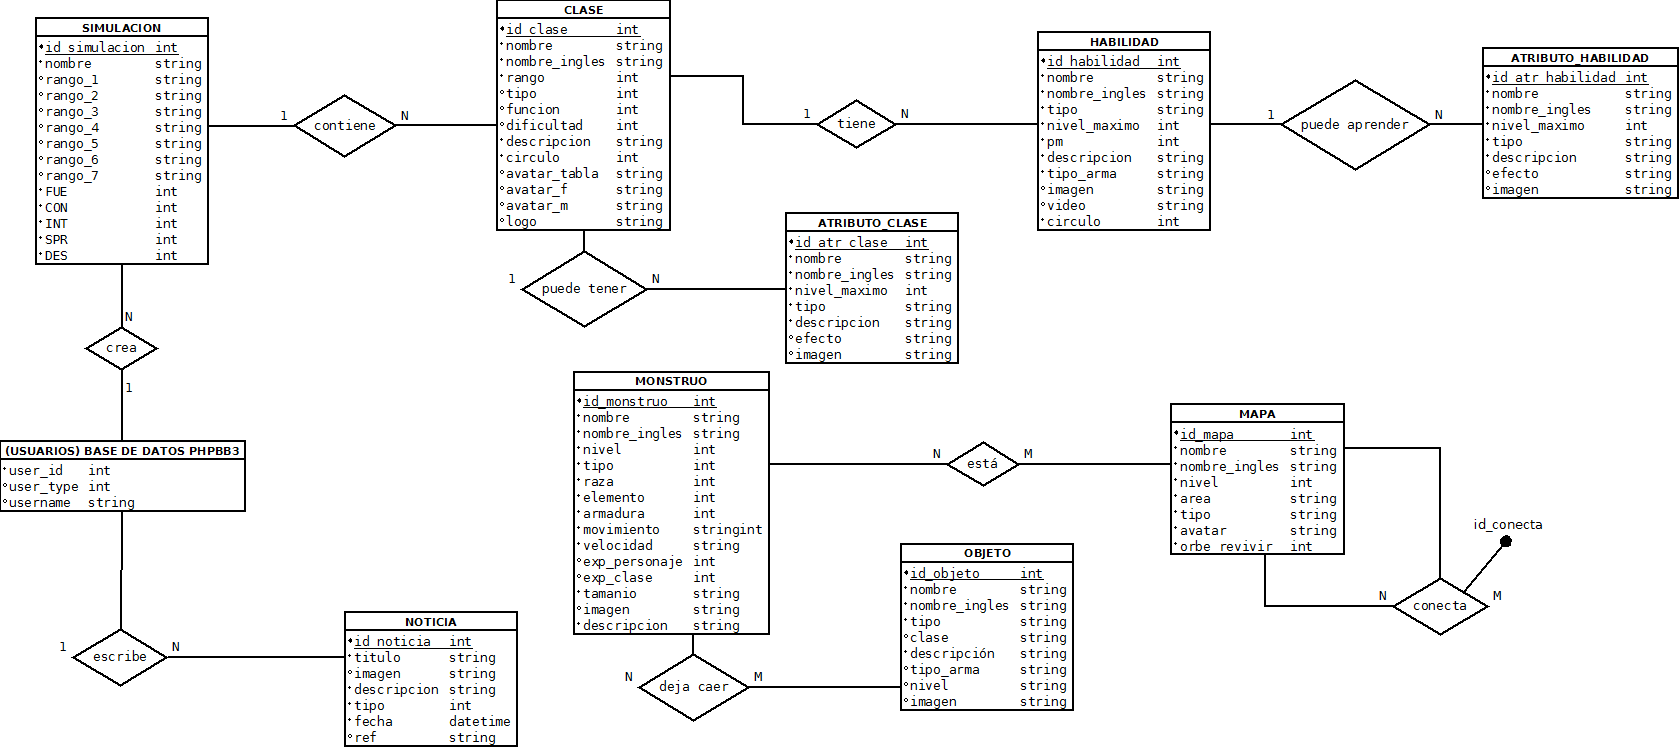 SIMULACION
id_simulacion int
nombre string
rango_1 string
rango_2 string
rango_3 string
rango_4 string
rango_5 string
rango_6 string
rango_7 string
FUE int
CON int
INT int
SPR int
DES int
1
contiene
N
CLASE
id_clase int
nombre string
nombre_ingles string
rango int
tipo int
funcion int
dificultad int
descripcion string
circulo int
avatar_tabla string
avatar_f string
avatar_m string
logo string
1
tiene
N
HABILIDAD
id_habilidad int
nombre string
nombre_ingles string
tipo string
nivel_maximo int
pm int
descripcion string
tipo_arma string
imagen string
video string
circulo int
1
puede aprender
N
ATRIBUTO_HABILIDAD
id_atr_habilidad int
nombre string
nombre_ingles string
nivel_maximo int
tipo string
descripcion string
efecto string
imagen string
1
puede tener
N
ATRIBUTO_CLASE
id_atr_clase int
nombre string
nombre_ingles string
nivel_maximo int
tipo string
descripcion string
efecto string
imagen string
N
crea
1
(USUARIOS) BASE DE DATOS PHPBB3
user_id int
user_type int
username string
1
escribe
N
NOTICIA
id_noticia int
titulo string
imagen string
descripcion string
tipo int
fecha datetime
ref string
MONSTRUO
id_monstruo int
nombre string
nombre_ingles string
nivel int
tipo int
raza int
elemento int
armadura int
movimiento stringint
velocidad string
exp_personaje int
exp_clase int
tamanio string
imagen string
descripcion string
N
está
M
MAPA
id_mapa int
nombre string
nombre_ingles string
nivel int
area string
tipo string
avatar string
orbe_revivir int
id_conecta
N
conecta
M
N
deja caer
M
OBJETO
id_objeto int
nombre string
nombre_ingles string
tipo string
clase string
descripción string
tipo_arma string
nivel string
imagen string